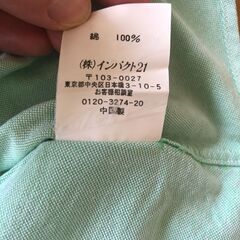 綿 100%
(株)インパクト21
〒103-0027
東京都中央区日本橋3-10-5
お客様相談室
0120-3274-20
中国製